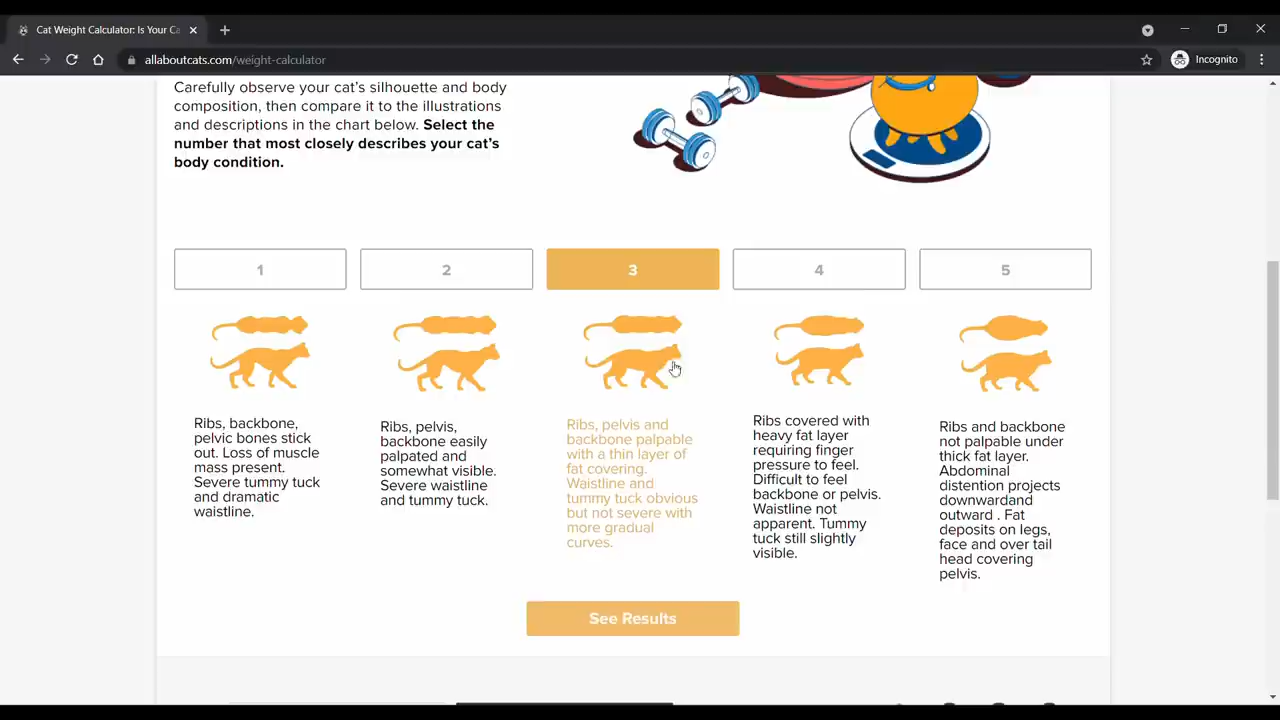 Cat Weight Calculator: Is Your Ca
allaboutcats.com/weight-calculator
Incognito
Carefully observe your cat's silhouette and body
composition, then compare it to the illustrations
and descriptions in the chart below. Select the
number that most closely describes your cat's
body condition.
1
2
3
4
5
Ribs, backbone,
pelvic bones stick
out. Loss of muscle
mass present.
Severe tummy tuck
and dramatic
waistline.
Ribs, pelvis,
backbone easily
palpated and
somewhat visible.
Severe waistline
and tummy tuck.
Ribs, pelvis and
backbone palpable
with a thin layer of
fat covering.
Waistline and
tummy tuck obvious
but not severe with
more gradual
curves.
Ribs covered with
heavy fat layer
requiring finger
pressure to feel.
Difficult to feel
backbone or pelvis.
Waistline not
apparent. Tummy
tuck still slightly
visible.
Ribs and backbone
not palpable under
thick fat layer.
Abdominal
distention projects
downwardand
outward . Fat
deposits on legs,
face and over tail
head covering
pelvis.
See Results